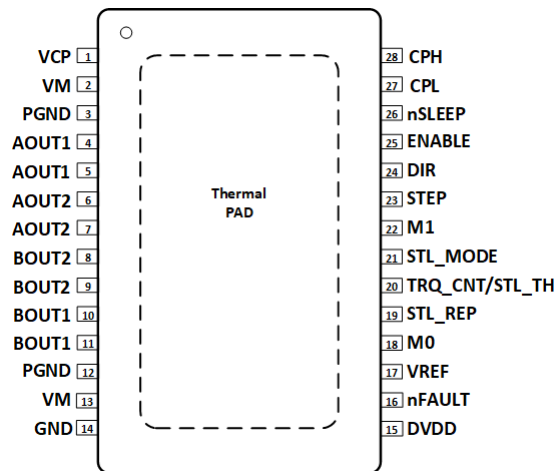 VCP 1
VM 2
PGND 3
AOUT1 4
AOUT1 5
AOUT2 6
AOUT2 7
BOUT2 8
BOUT2 9
BOUT1 10
BOUT1 11
PGND 12
VM 13
GND 14
Thermal
PAD
28 CPH
27 CPL
26 nSLEEP
25 ENABLE
24 DIR
23 STEP
22 M1
21 STL_MODE
20 TRQ_CNT/STL_TH
19 STL_REP
18 M0
17 VREF
16 nFAULT
15 DVDD